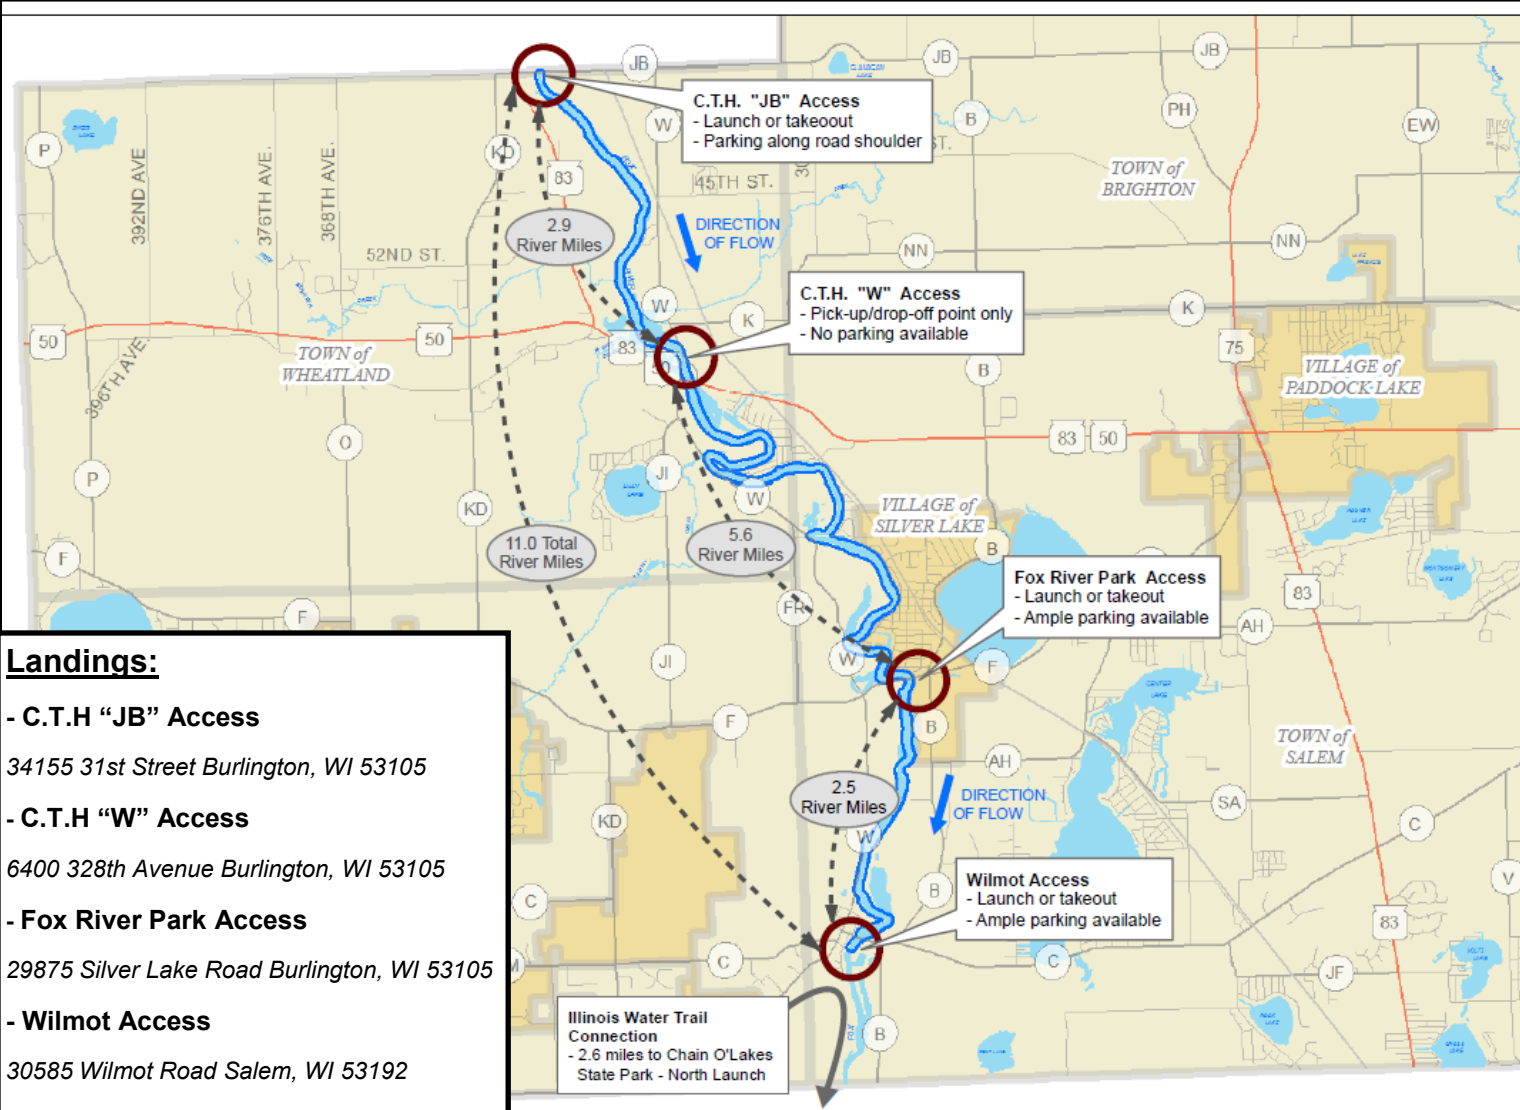 JB
JB
JB
C.T.H. "JB" Access
- Launch or takeoout
- Parking along road shoulder
P
392ND AVE
376TH AVE.
368TH AVE.
KD
83
W
B
PH
EW
ST.
30
45TH ST.
TOWN of
BRIGHTON
2.9
River Miles
DIRECTION
OF FLOW
52ND ST.
NN
NN
C.T.H. "W" Access
- Pick-up/drop-off point only
- No parking available
W
K
K
50
50
83
50
75
TOWN of
WHEATLAND
396TH AVE.
B
VILLAGE of
PADDOCK LAKE
O
83
50
P
JI
W
KD
VILLAGE of
SILVER LAKE
11.0 Total
River Miles
5.6
River Miles
B
F
Fox River Park Access
- Launch or takeout
- Ample parking available
83
FR
F
AH
W
JI
F
CENTER
LAKE
F
B
TOWN of
SALEM
AH
2.5
River Miles
DIRECTION
OF FLOW
SA
KD
W
C
Wilmot Access
- Launch or takeout
- Ample parking available
B
V
C
83
C
C
JF
Illinois Water Trail
Connection
- 2.6 miles to Chain O'Lakes
State Park - North Launch
FOX
B
Landings:
- C.T.H “JB” Access
34155 31st Street Burlington, WI 53105
- C.T.H “W” Access
6400 328th Avenue Burlington, WI 53105
- Fox River Park Access
29875 Silver Lake Road Burlington, WI 53105
- Wilmot Access
30585 Wilmot Road Salem, WI 53192